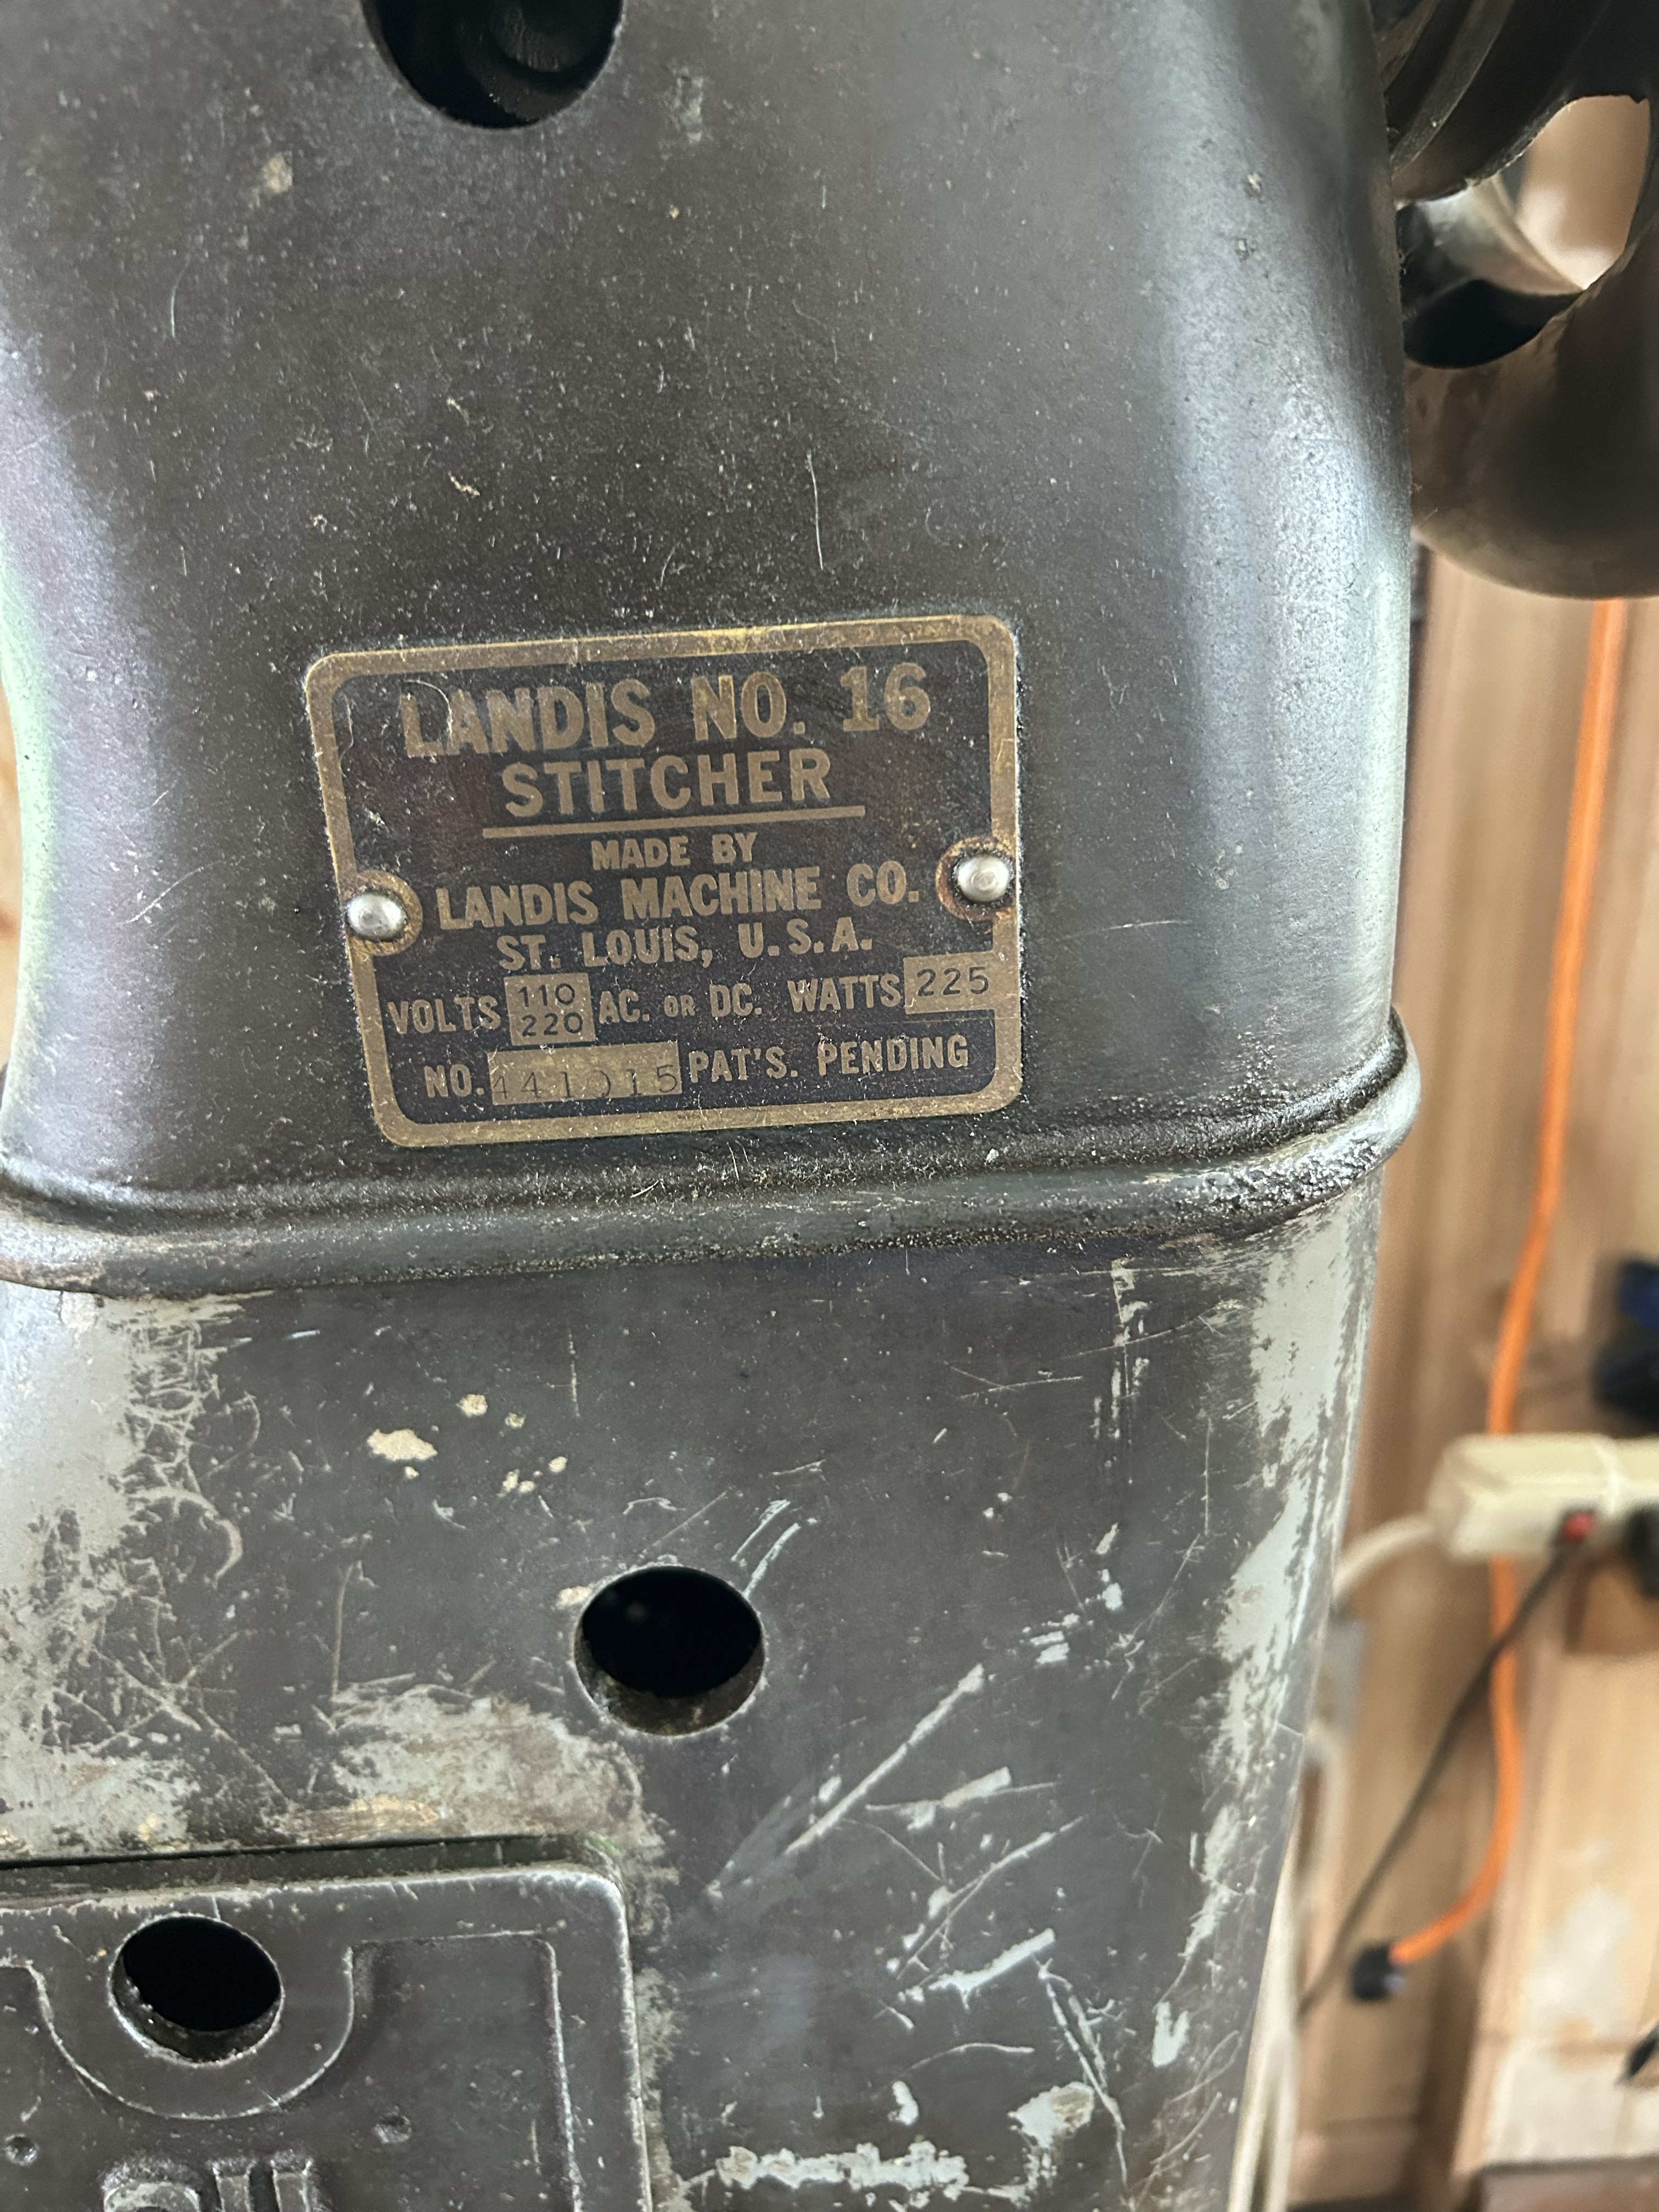 LANDIS NO. 16
STITCHER
MADE BY
LANDIS MACHINE CO.
ST. LOUIS, U.S.A.
VOLTS 110 220 AC. OR DC. WATTS 225
NO. 441015 PAT'S. PENDING